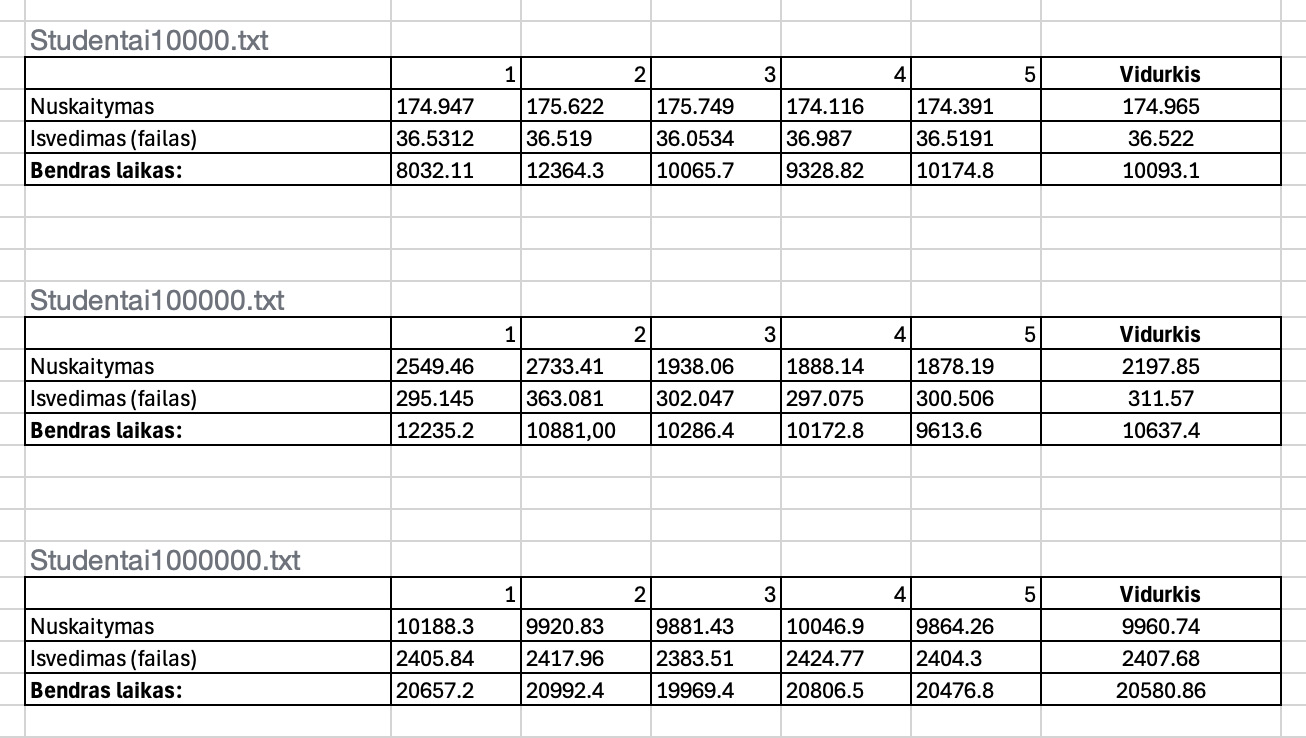 Studentai10000.txt
1 2 3 4 5 Vidurkis
Nuskaitymas 174.947 175.622 175.749 174.116 174.391 174.965
Isvedimas (failas) 36.5312 36.519 36.0534 36.987 36.5191 36.522
Bendras laikas: 8032.11 12364.3 10065.7 9328.82 10174.8 10093.1
Studentai100000.txt
1 2 3 4 5 Vidurkis
Nuskaitymas 2549.46 2733.41 1938.06 1888.14 1878.19 2197.85
Isvedimas (failas) 295.145 363.081 302.047 297.075 300.506 311.57
Bendras laikas: 12235.2 10881,00 10286.4 10172.8 9613.6 10637.4
Studentai1000000.txt
1 2 3 4 5 Vidurkis
Nuskaitymas 10188.3 9920.83 9881.43 10046.9 9864.26 9960.74
Isvedimas (failas) 2405.84 2417.96 2383.51 2424.77 2404.3 2407.68
Bendras laikas: 20657.2 20992.4 19969.4 20806.5 20476.8 20580.86